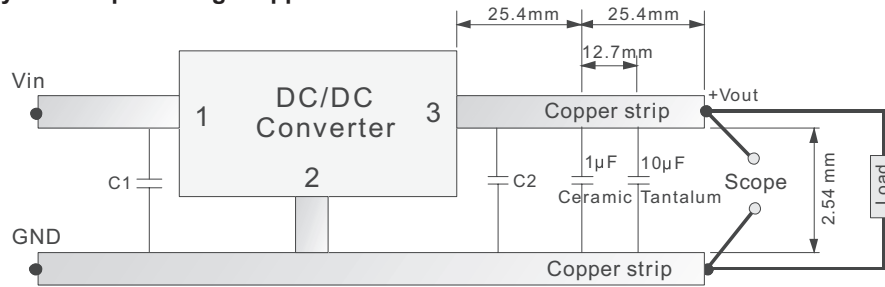 25.4mm 25.4mm
12.7mm
Vin
DC/DC
Converter
1
2
3
Copper strip
+Vout
C1
C2
1µF
Ceramic
10µF
Tantalum
Scope
2.54 mm
Load
GND
Copper strip